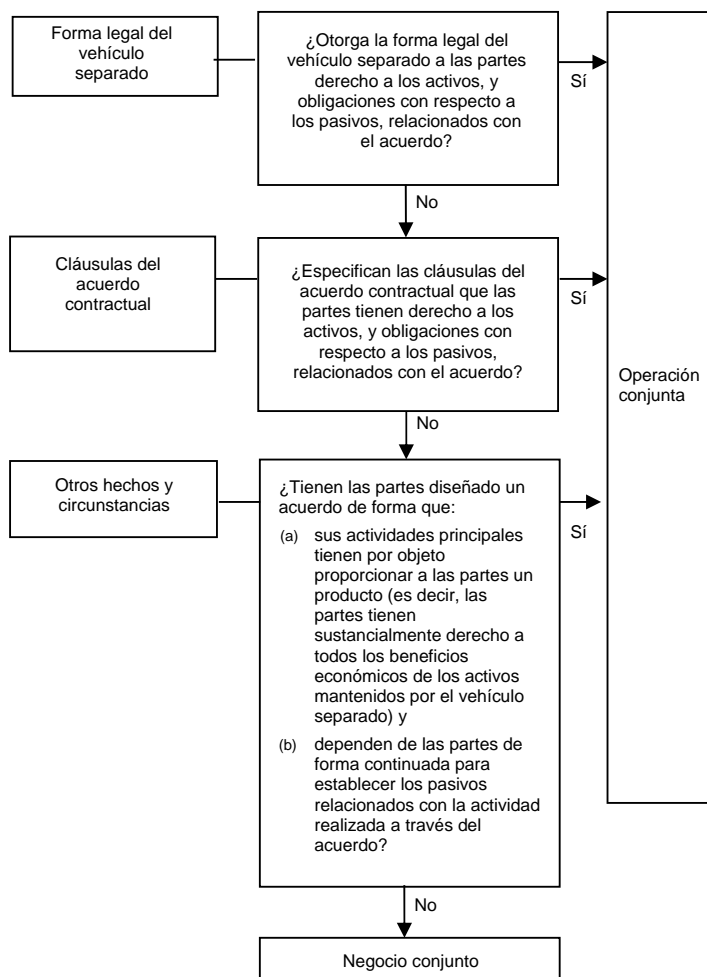 Forma legal del
vehículo
separado
¿Otorga la forma legal del
vehículo separado a las partes
derecho a los activos, y
obligaciones con respecto a
los pasivos, relacionados con
el acuerdo?
Sí
No
Cláusulas del
acuerdo
contractual
¿Especifican las cláusulas del
acuerdo contractual que las
partes tienen derecho a los
activos, y obligaciones con
respecto a los pasivos,
relacionados con el acuerdo?
Sí
Operación
conjunta
No
Otros hechos y
circunstancias
¿Tienen las partes diseñado un
acuerdo de forma que:
(a) sus actividades principales
tienen por objeto
proporcionar a las partes un
producto (es decir, las
partes tienen
sustancialmente derecho a
todos los beneficios
económicos de los activos
mantenidos por el vehículo
separado) y
(b) dependen de las partes de
forma continuada para
establecer los pasivos
relacionados con la actividad
realizada a través del
acuerdo?
Sí
No
Negocio conjunto